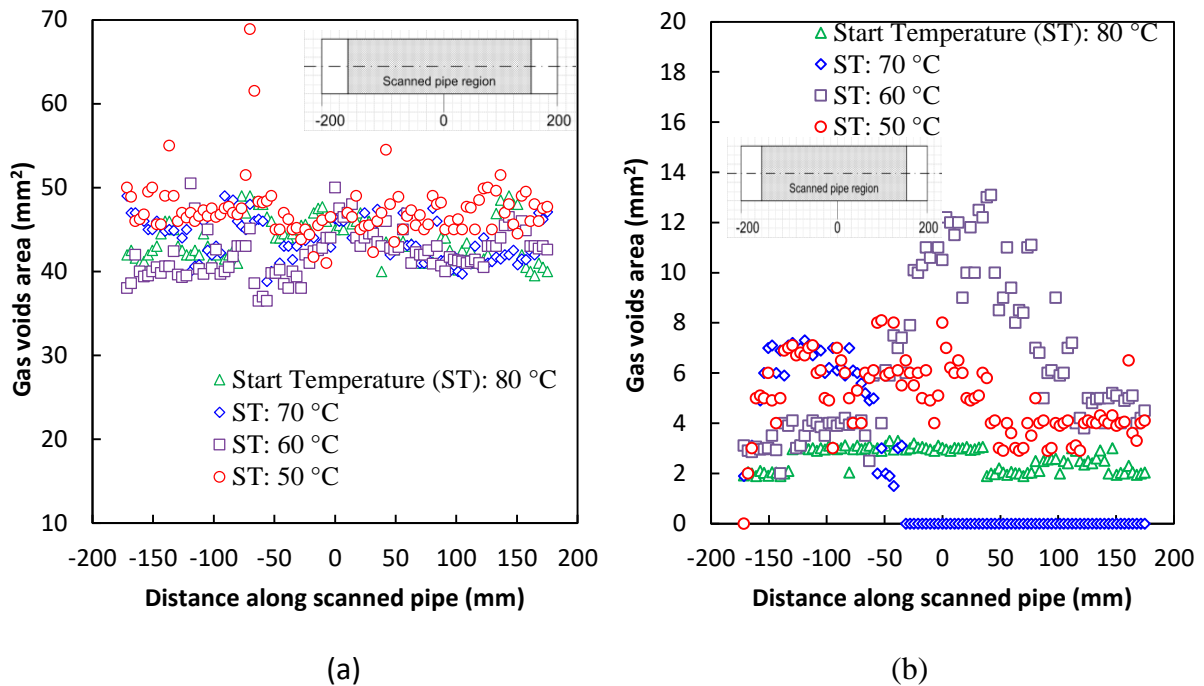 70
60
50
40
30
20
10
-200 -150 -100 -50 0 50 100 150 200
Gas voids area (mm²)
Distance along scanned pipe (mm)
Scanned pipe region
-200 0 200
Start Temperature (ST): 80 °C
ST: 70 °C
ST: 60 °C
ST: 50 °C
(a)
20
18
16
14
12
10
8
6
4
2
0
-200 -150 -100 -50 0 50 100 150 200
Gas voids area (mm²)
Distance along scanned pipe (mm)
Start Temperature (ST): 80 °C
ST: 70 °C
ST: 60 °C
ST: 50 °C
Scanned pipe region
-200 0 200
(b)